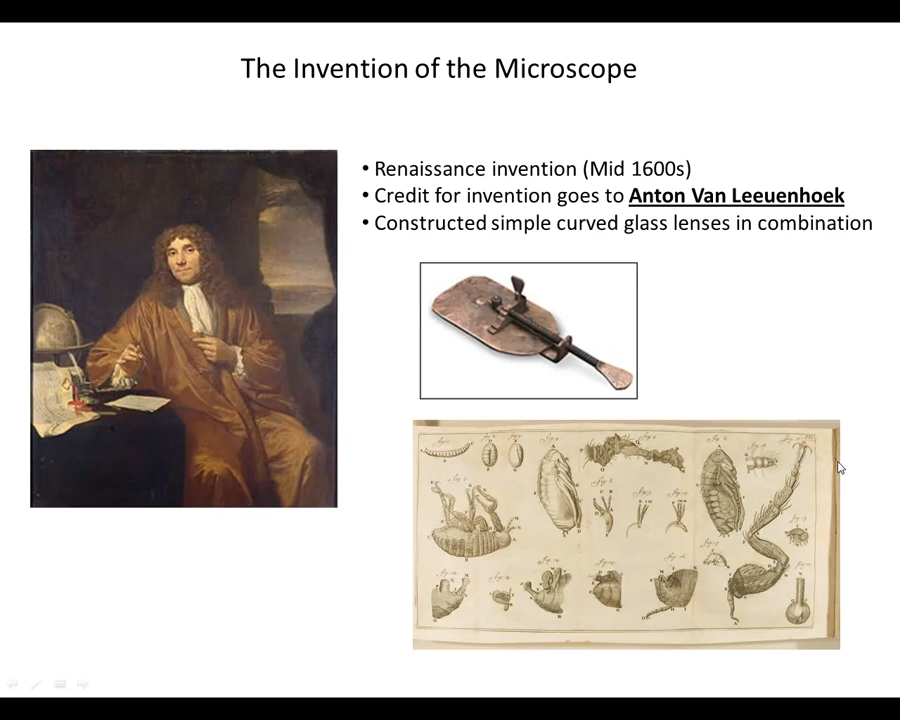 The Invention of the Microscope
• Renaissance invention (Mid 1600s)
• Credit for invention goes to Anton Van Leeuenhoek
• Constructed simple curved glass lenses in combination